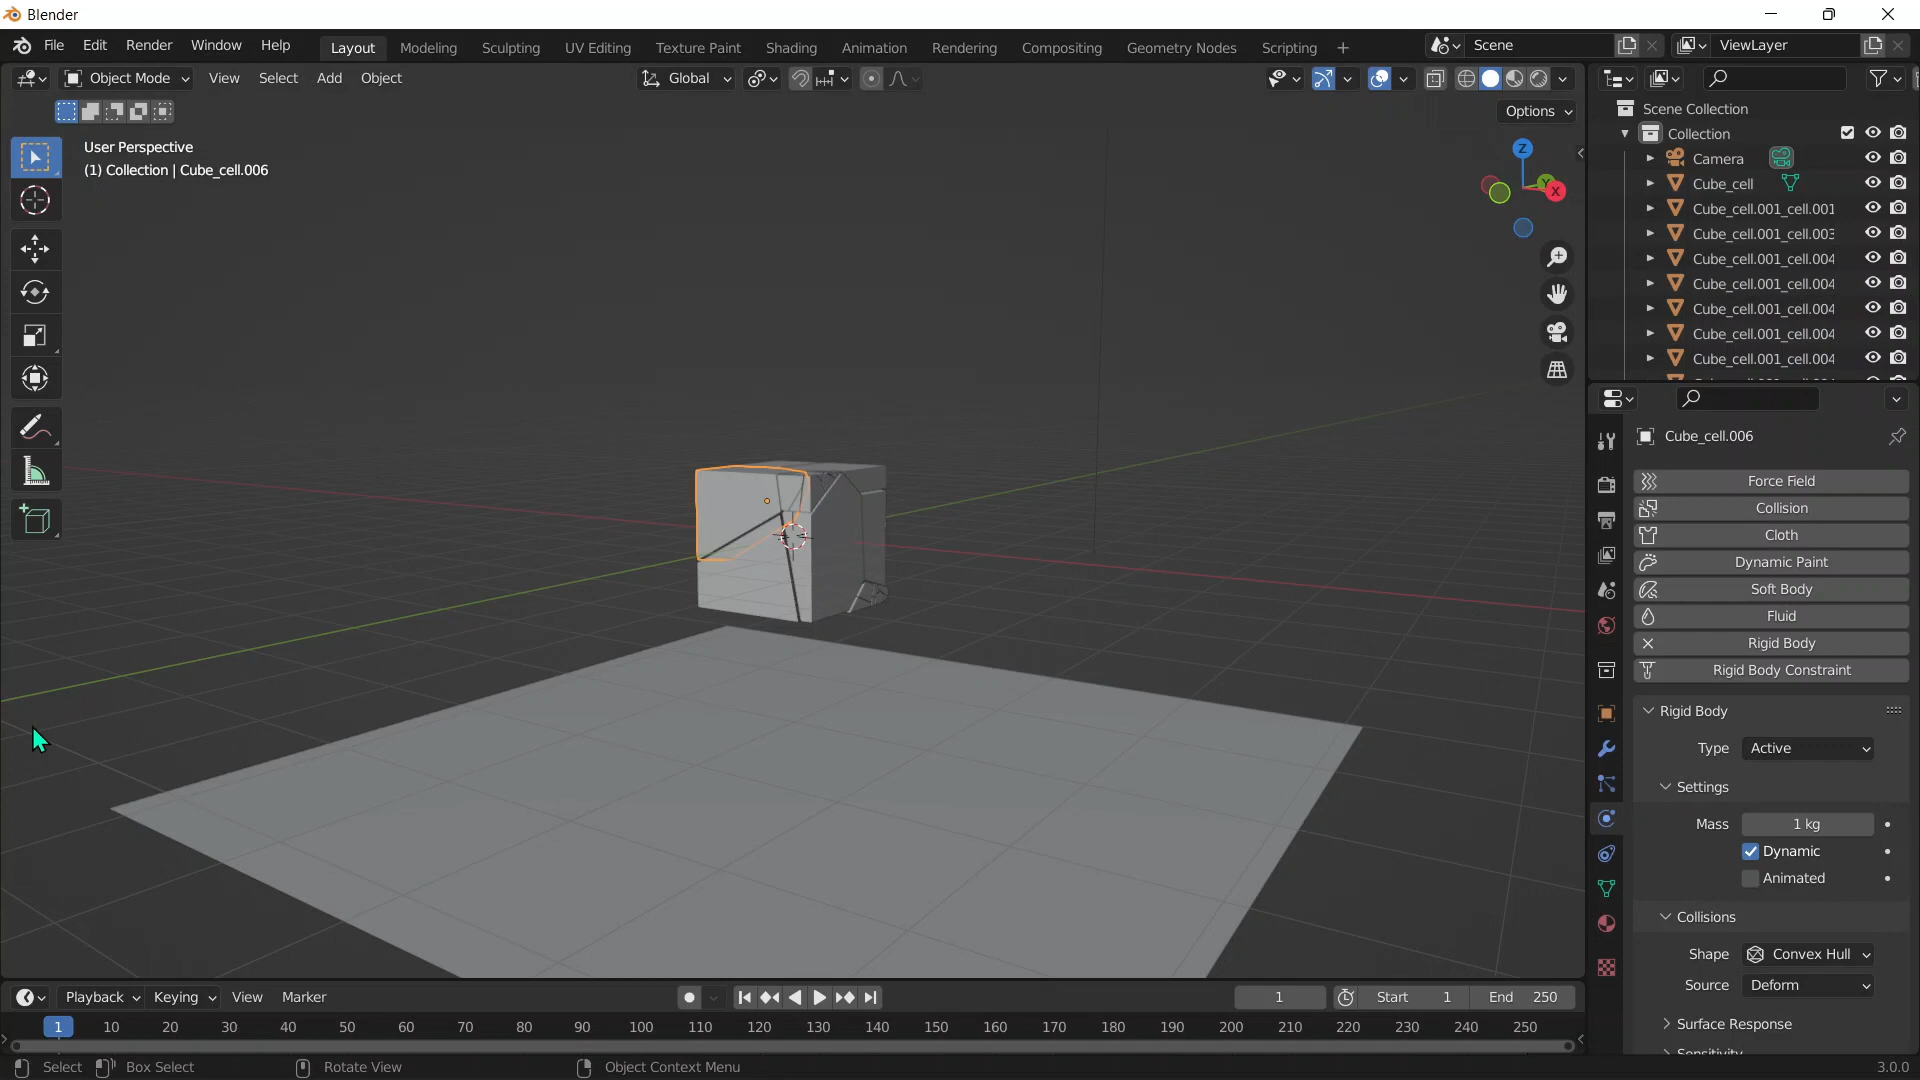 Blender
File Edit Render Window Help Layout Modeling Sculpting UV Editing Texture Paint Shading Animation Rendering Compositing Geometry Nodes Scripting + Scene ViewLayer
Object Mode View Select Add Object Global
Options
User Perspective
(1) Collection | Cube_cell.006
Z
Y
X
Scene Collection
Collection
Camera
Cube_cell
Cube_cell.001_cell.001
Cube_cell.001_cell.003
Cube_cell.001_cell.004
Cube_cell.001_cell.004
Cube_cell.001_cell.004
Cube_cell.001_cell.004
Cube_cell.001_cell.004
Cube_cell.006
Force Field
Collision
Cloth
Dynamic Paint
Soft Body
Fluid
Rigid Body
Rigid Body Constraint
Rigid Body
Type Active
Settings
Mass 1 kg
Dynamic
Animated
Collisions
Shape Convex Hull
Source Deform
Surface Response
Sensitivity
Playback Keying View Marker 1 Start 1 End 250
1 10 20 30 40 50 60 70 80 90 100 110 120 130 140 150 160 170 180 190 200 210 220 230 240 250
Select Box Select Rotate View Object Context Menu 3.0.0